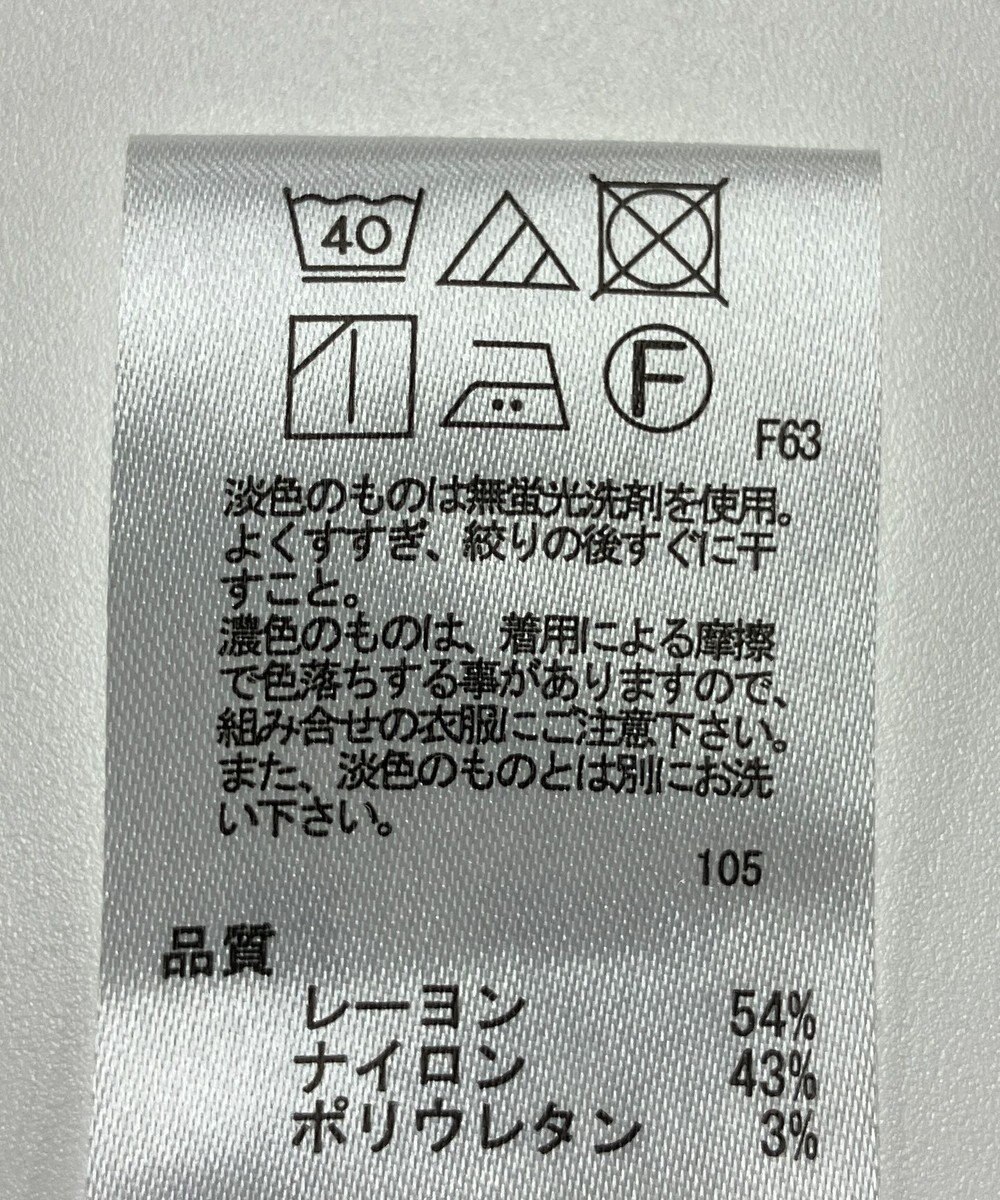 40
F
F63
淡色のものは無蛍光洗剤を使用。
よくすすぎ、絞りの後すぐに干
すこと。
濃色のものは、着用による摩擦
で色落ちする事がありますので、
組み合せの衣服にご注意下さい。
また、淡色のものとは別にお洗
い下さい。
105
品質
レーヨン 54%
ナイロン 43%
ポリウレタン 3%